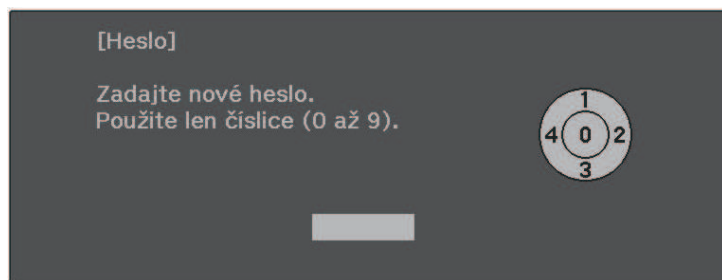 [Heslo]
Zadajte nové heslo.
Použite len číslice (0 až 9).
1
4 0 2
3